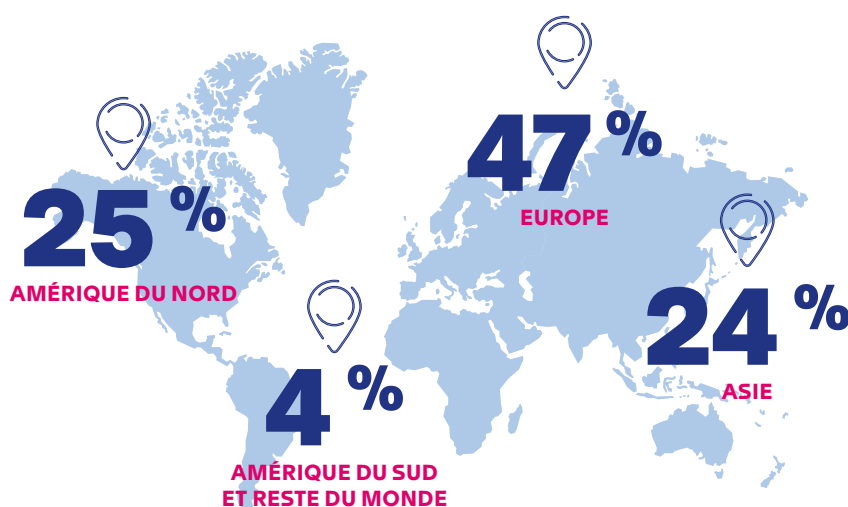 47 %
EUROPE
25 %
AMÉRIQUE DU NORD
24 %
ASIE
4 %
AMÉRIQUE DU SUD
ET RESTE DU MONDE